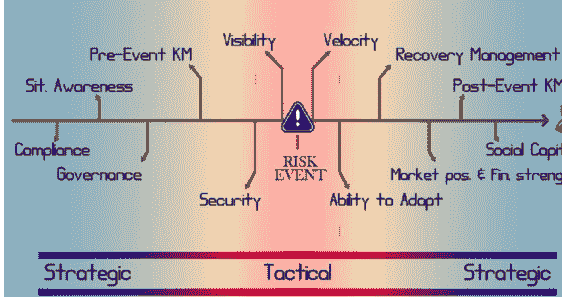 Visibility
Velocity
Pre-Event KM
Recovery Management
Sit. Awareness
Post-Event KM
!
RISK
EVENT
Compliance
Social Capit
Governance
Market pos. & Fin. streng
Security
Ability to Adapt
Strategic
Tactical
Strategic